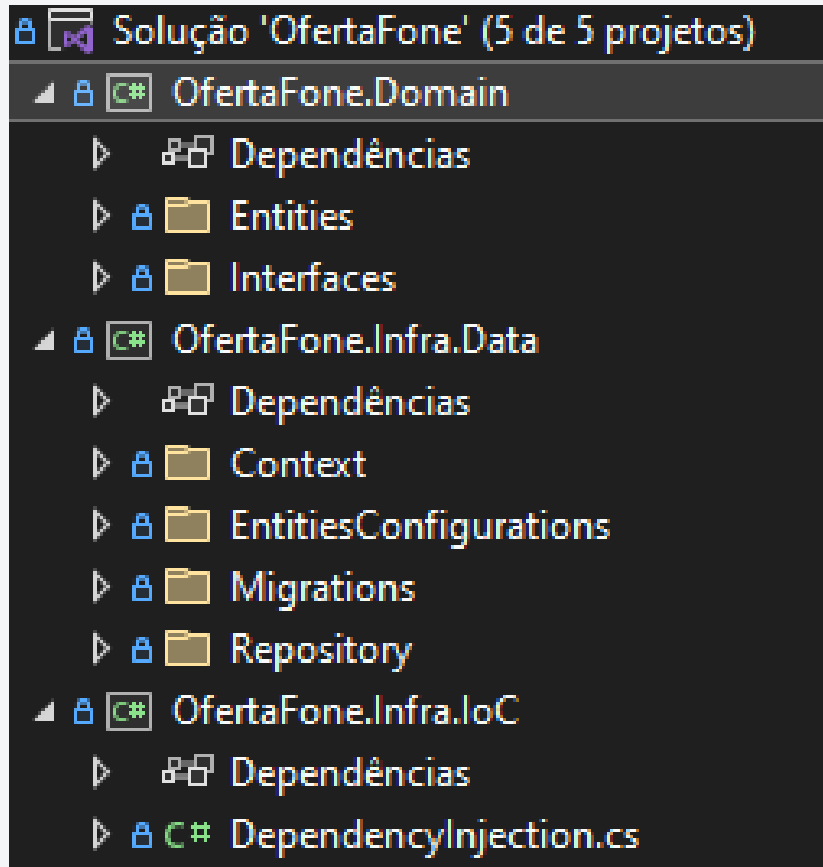 Solução 'OfertaFone' (5 de 5 projetos)
C# OfertaFone.Domain
Dependências
Entities
Interfaces
C# OfertaFone.Infra.Data
Dependências
Context
EntitiesConfigurations
Migrations
Repository
C# OfertaFone.Infra.IoC
Dependências
C# DependencyInjection.cs